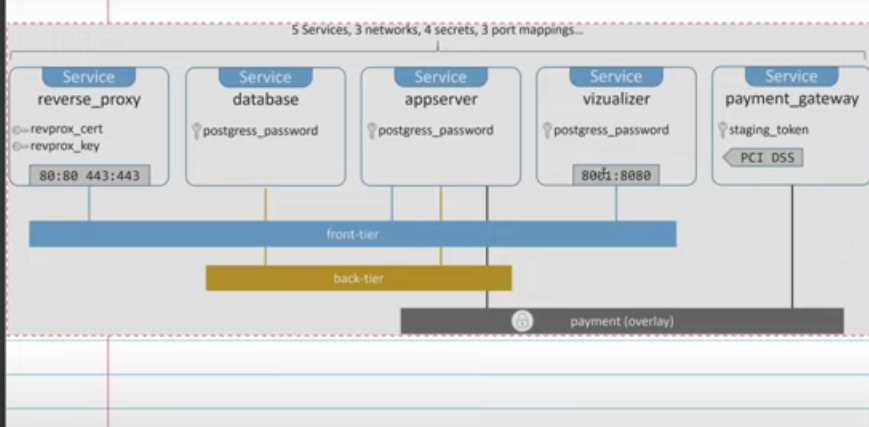 5 Services, 3 networks, 4 secrets, 3 port mappings...
Service
reverse_proxy
revprox_cert
revprox_key
80:80 443:443
Service
database
postgress_password
Service
appserver
postgress_password
Service
vizualizer
postgress_password
8001:8080
Service
payment_gateway
staging_token
PCI DSS
front-tier
back-tier
payment (overlay)